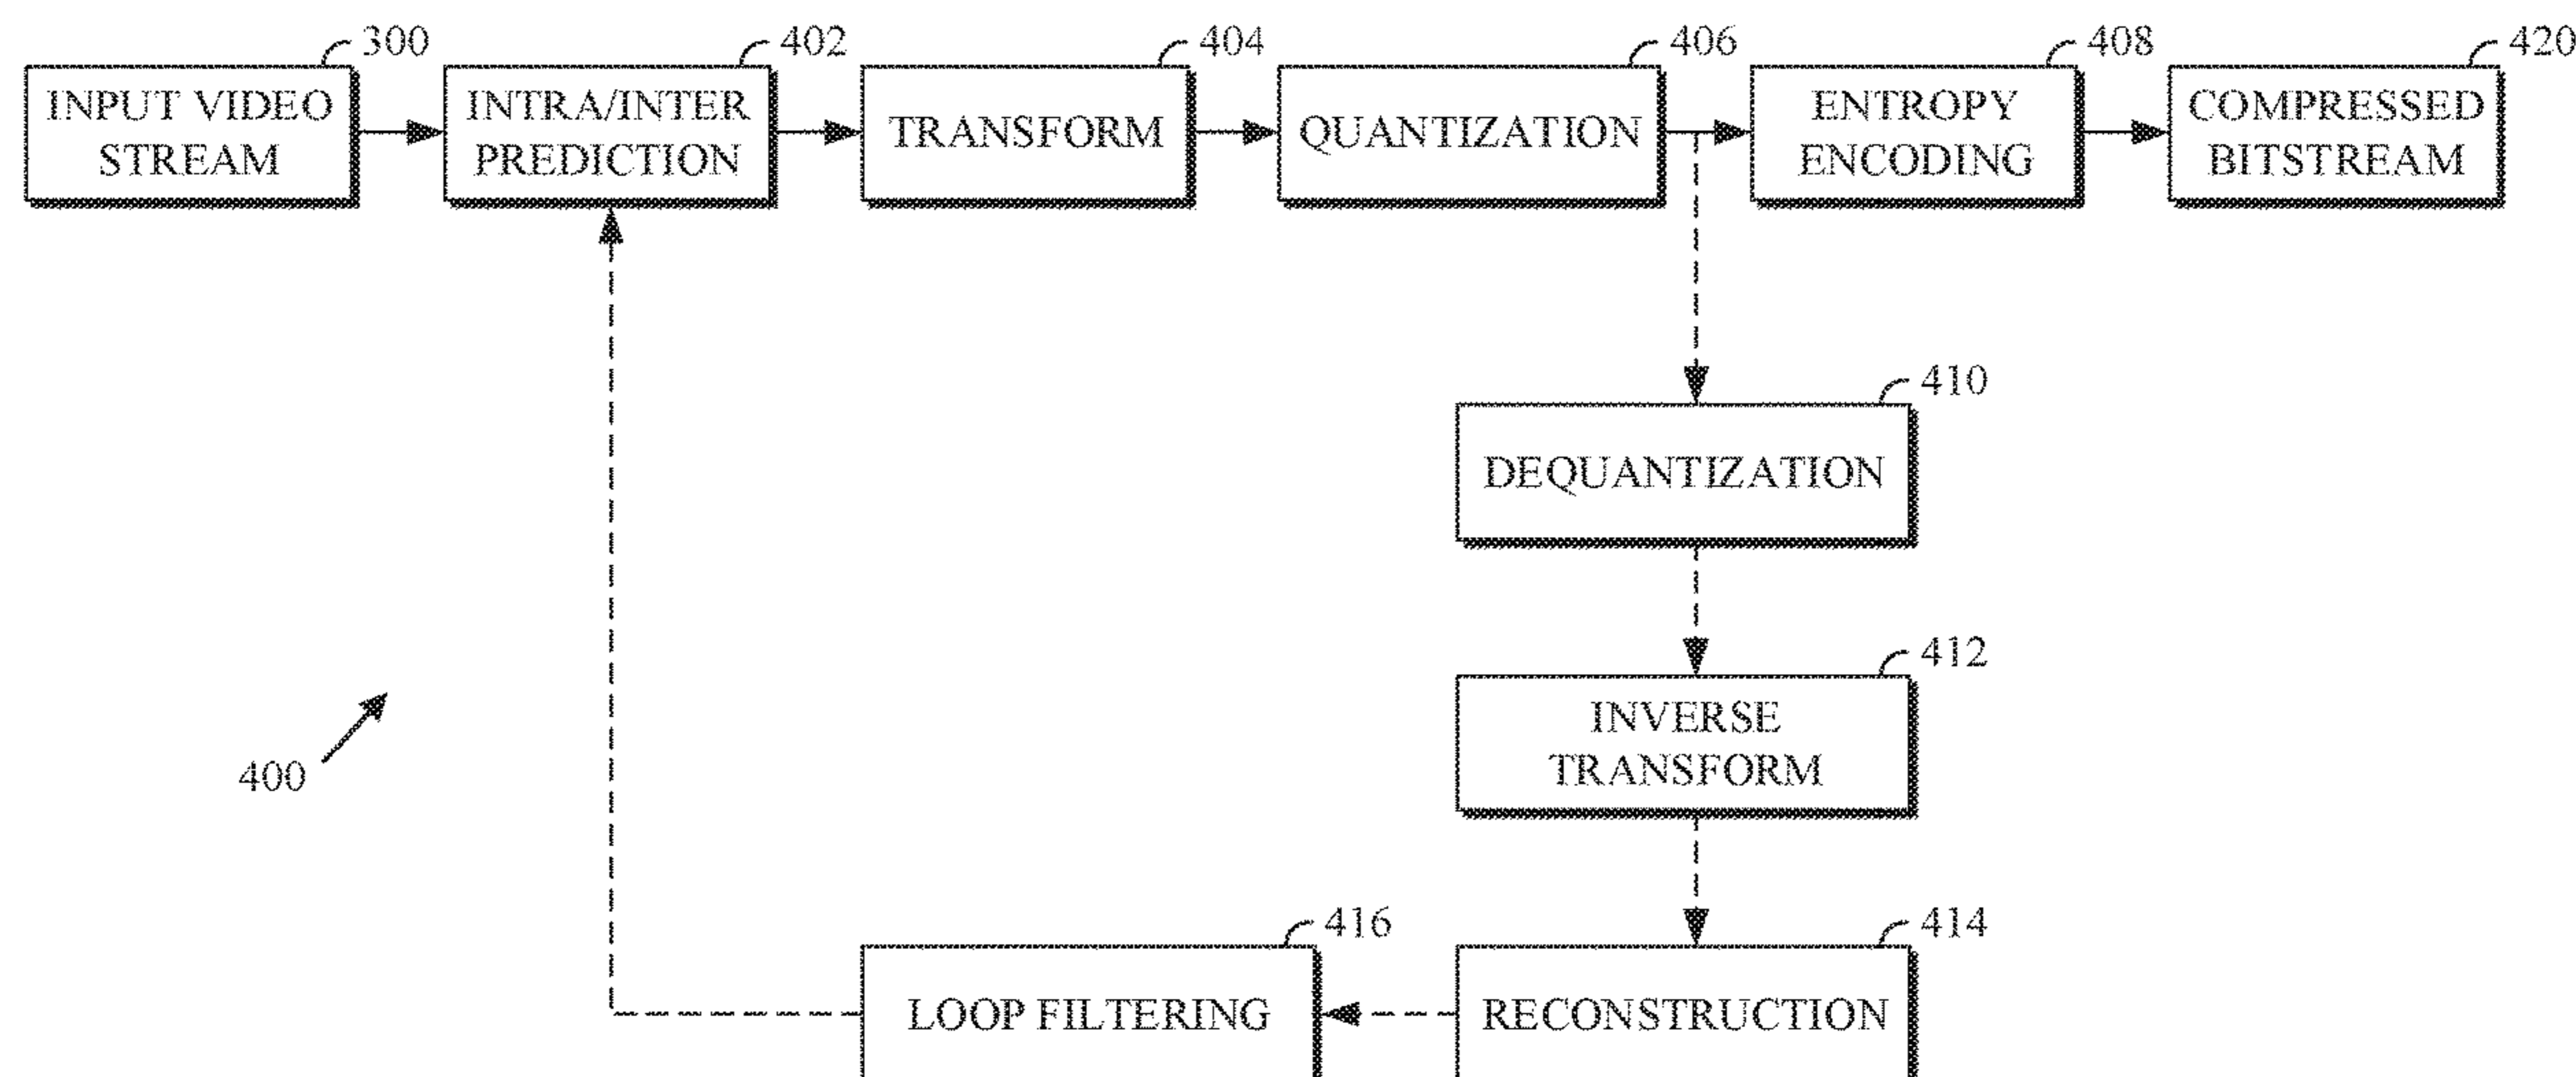 300
402
404
406
408
420
INPUT VIDEO
STREAM
INTRA/INTER
PREDICTION
TRANSFORM
QUANTIZATION
ENTROPY
ENCODING
COMPRESSED
BITSTREAM
410
DEQUANTIZATION
412
INVERSE
TRANSFORM
400
416
414
LOOP FILTERING
RECONSTRUCTION